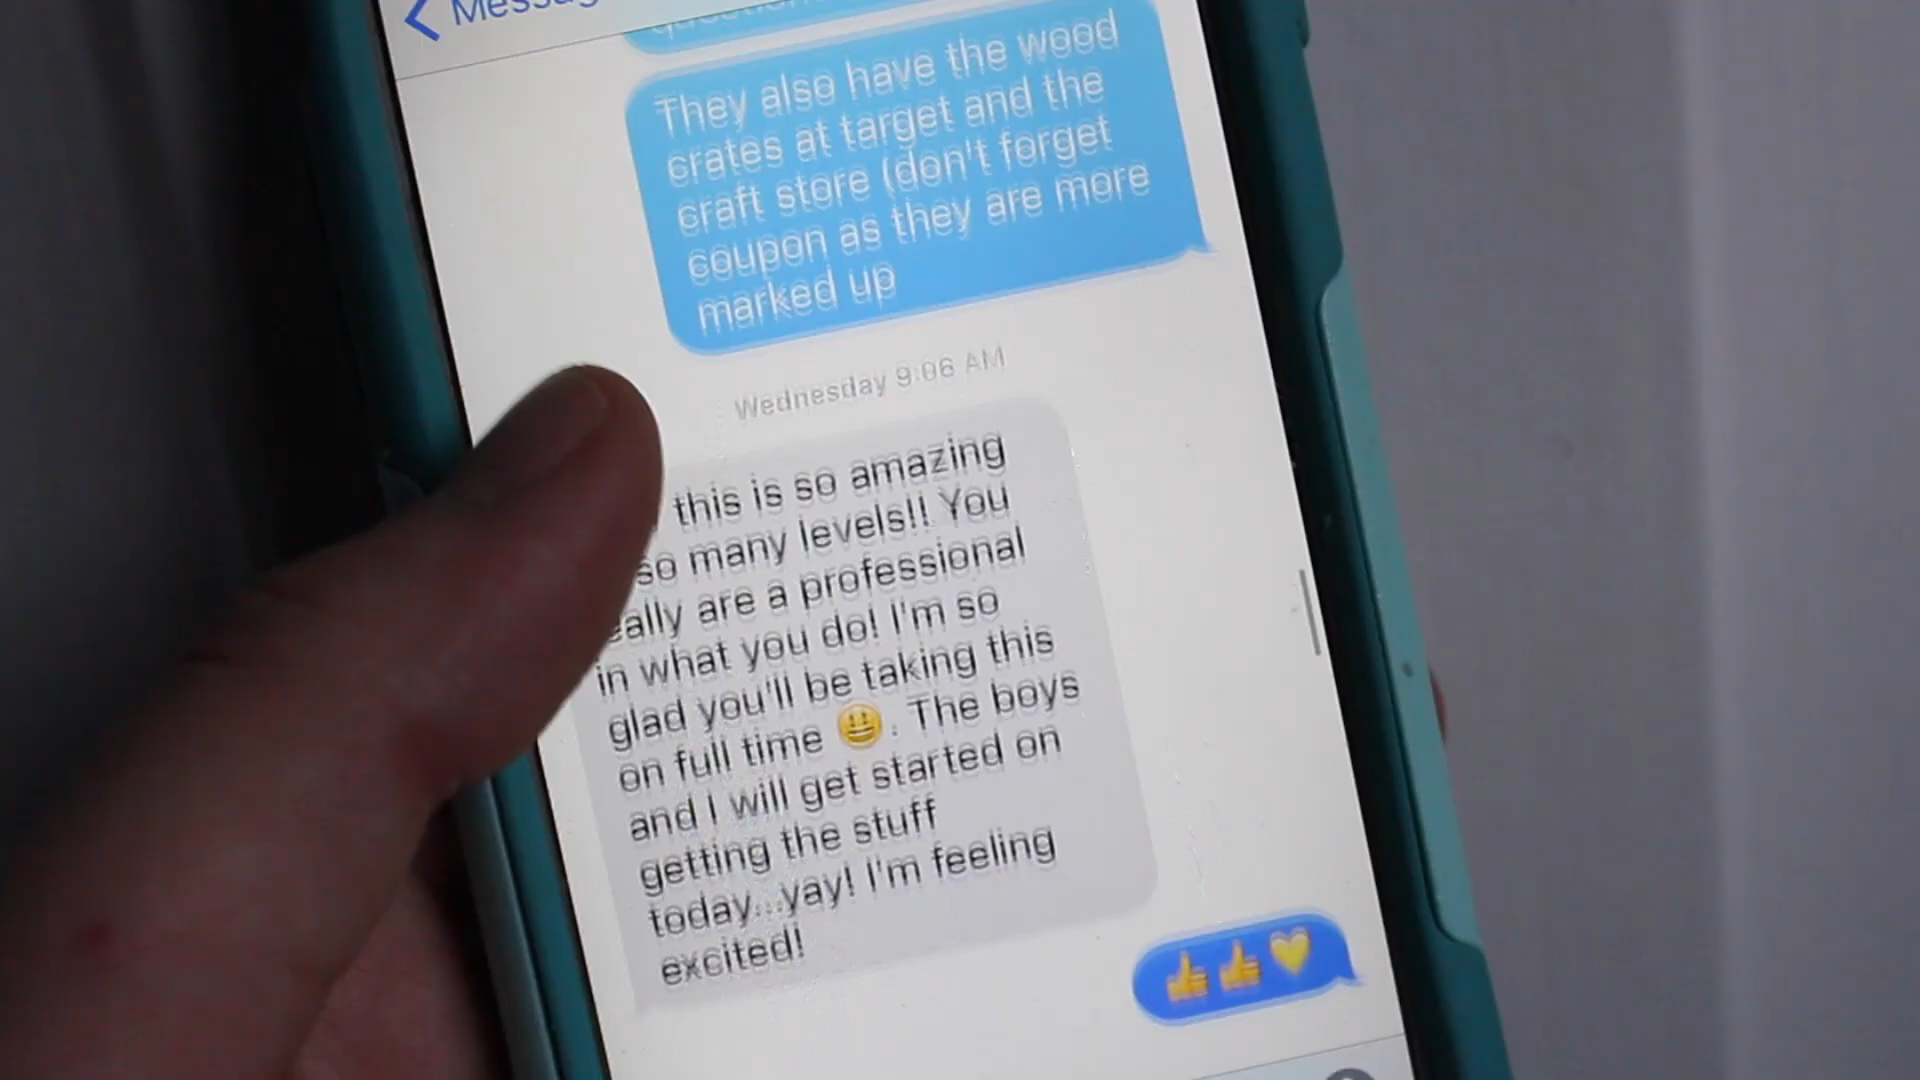 Messag
question
They also have the wood
crates at target and the
craft store (don't forget
coupon as they are more
marked up
Wednesday 9:06 AM
this is so amazing
so many levels!! You
eally are a professional
in what you do! I'm so
glad you'll be taking this
on full time 😃. The boys
and I will get started on
getting the stuff
today...yay! I'm feeling
excited!
👍👍💛